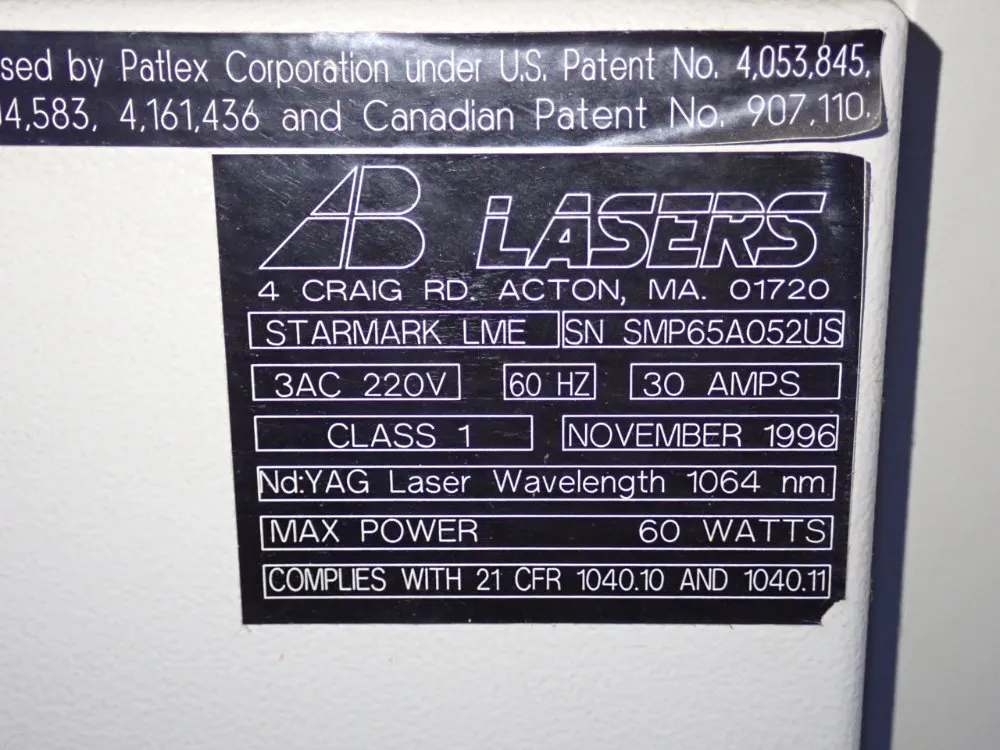 sed by Patlex Corporation under U.S. Patent No. 4,053,845,
4,583, 4,161,436 and Canadian Patent No. 907,110.
AB LASERS
4 CRAIG RD. ACTON, MA. 01720
STARMARK LME SN SMP65A052US
3AC 220V 60 HZ 30 AMPS
CLASS 1 NOVEMBER 1996
Nd:YAG Laser Wavelength 1064 nm
MAX POWER 60 WATTS
COMPLIES WITH 21 CFR 1040.10 AND 1040.11